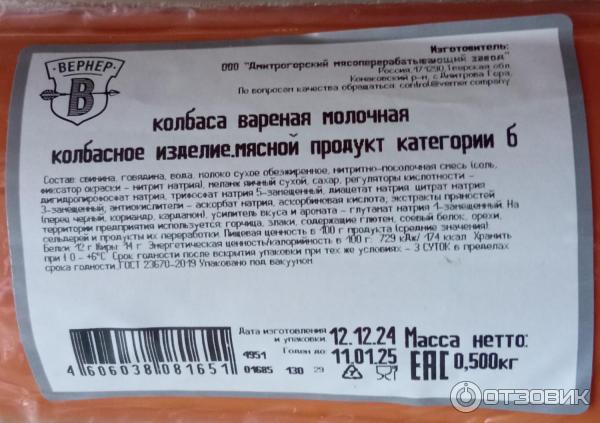 ВЕРНЕР
В
Изготовитель:
ООО "Дмитрогорский мясоперерабатывающий завод"
Россия, 171290, Тверская обл.
Конаковский р-н, с.Дмитрова Гора,
По вопросам качества обращаться: control@verner.company
колбаса вареная молочная
колбасное изделие.мясной продукт категории Б
Состав: свинина, говядина, вода, молоко сухое обезжиренное, нитритно-посолочная смесь (соль,
фиксатор окраски - нитрит натрия), меланж яичный сухой, сахар, регуляторы кислотности -
дигидропирофосфат натрия, трифосфат натрия 5-замещенный, диацетат натрия, цитрат натрия
3-замещенный, антиокислители - аскорбат натрия, аскорбиновая кислота; экстракты пряностей
(перец черный, кориандр, кардамон), усилитель вкуса и аромата - глутамат натрия 1-замещенный. На
территории предприятия используется: горчица, злаки, содержащие глютен, соевый белок, орехи,
сельдерей и продукты их переработки. Пищевая ценность в 100 г продукта (средние значения):
Белки 12 г Жиры 14 г Энергетическая ценность/калорийность в 100 г: 729 кДж/ 174 ккал Хранить
при t 0 - +6°С Срок годности после вскрытия упаковки при тех же условиях - 3 СУТОК в пределах
срока годности.ГОСТ 23670-2019 Упаковано под вакуумом
Дата изготовления
и упаковки: 12.12.24
Годен до: 11.01.25
Масса нетто:
0,500кг
EAC
4951
01685 130 29
4 606038 081651
ОТЗОВИК